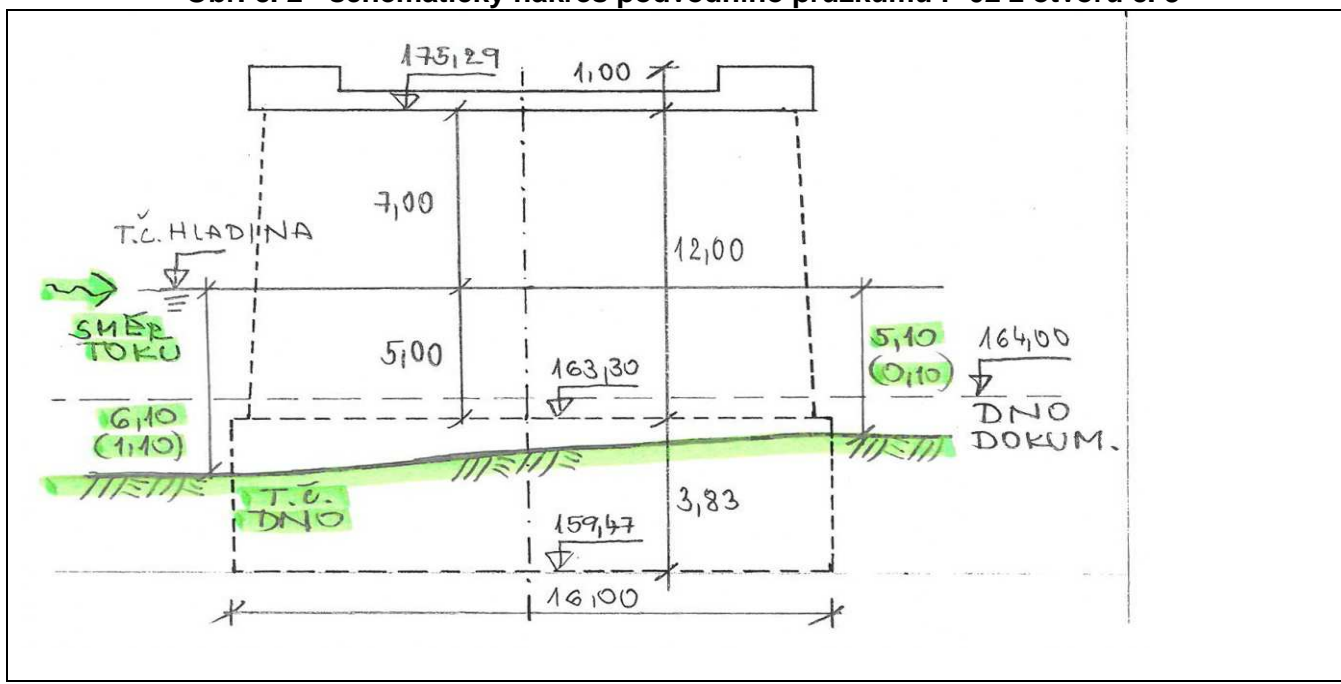 175,29
1,00
7,00
T.Č. HLADINA
12,00
SMĚR
TOKU
5,00
5,10
(0,10)
164,00
163,30
DNO
DOKUM.
6,10
(1,10)
T.Č.
DNO
3,83
159,47
16,00